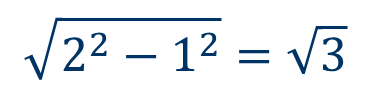 √(2² − 1²) = √3